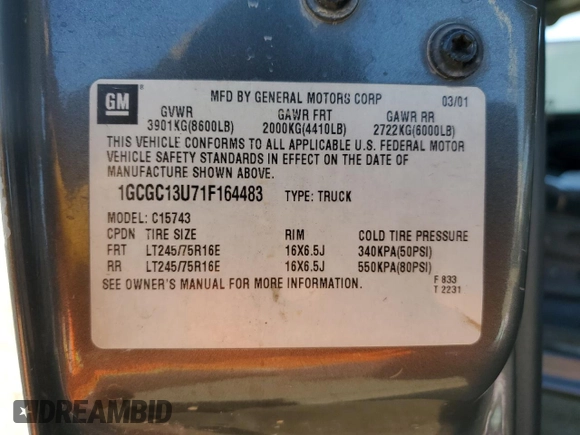 GM
MFD BY GENERAL MOTORS CORP 03/01
GVWR GAWR FRT GAWR RR
3901KG(8600LB) 2000KG(4410LB) 2722KG(6000LB)
THIS VEHICLE CONFORMS TO ALL APPLICABLE U.S. FEDERAL MOTOR
VEHICLE SAFETY STANDARDS IN EFFECT ON THE DATE OF
MANUFACTURE SHOWN ABOVE.
1GCGC13U71F164483 TYPE: TRUCK
MODEL: C15743
CPDN TIRE SIZE RIM COLD TIRE PRESSURE
FRT LT245/75R16E 16X6.5J 340KPA(50PSI)
RR LT245/75R16E 16X6.5J 550KPA(80PSI)
SEE OWNER'S MANUAL FOR MORE INFORMATION.
F 833
T 2231
DREAMBID